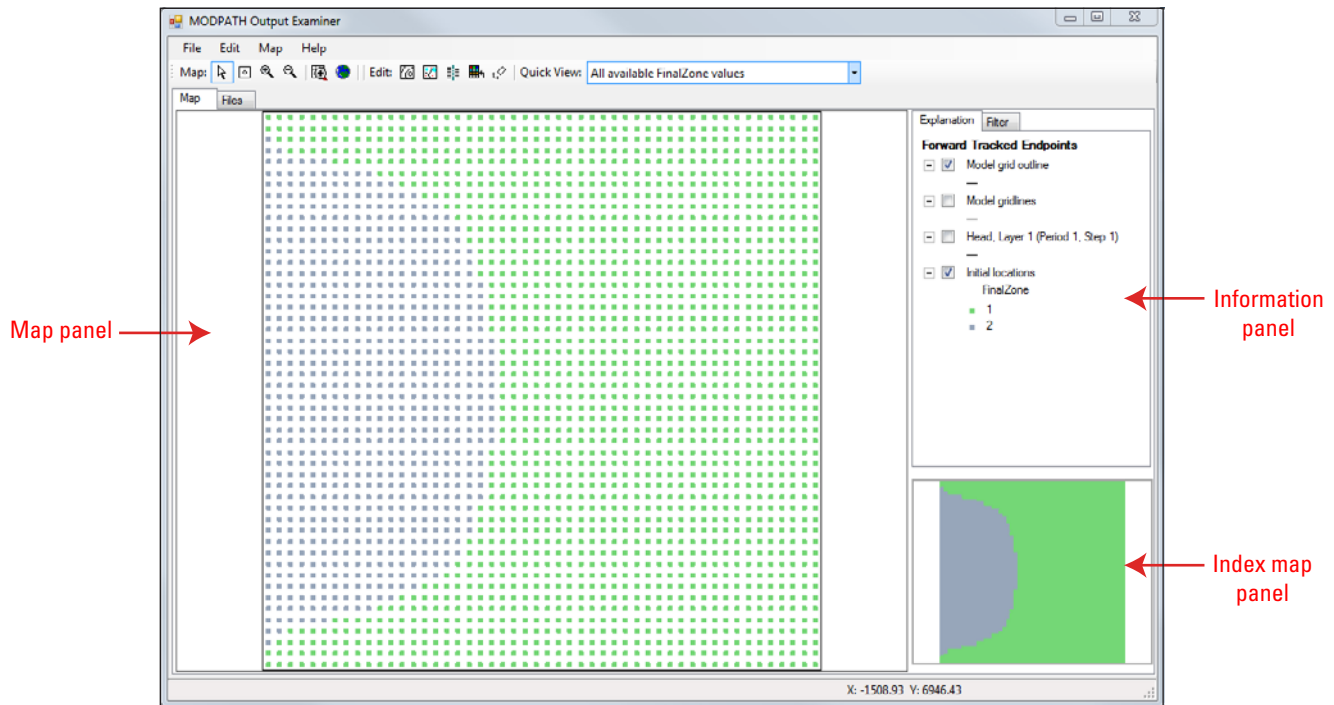 MODPATH Output Examiner
File Edit Map Help
Map: Edit: Quick View: All available FinalZone values
Map Files
Explanation Filter
Forward Tracked Endpoints
Model grid outline
Model gridlines
Head, Layer 1 (Period 1, Step 1)
Initial locations
FinalZone
1
2
Map panel
Information
panel
Index map
panel
X: -1508.93 Y: 6946.43